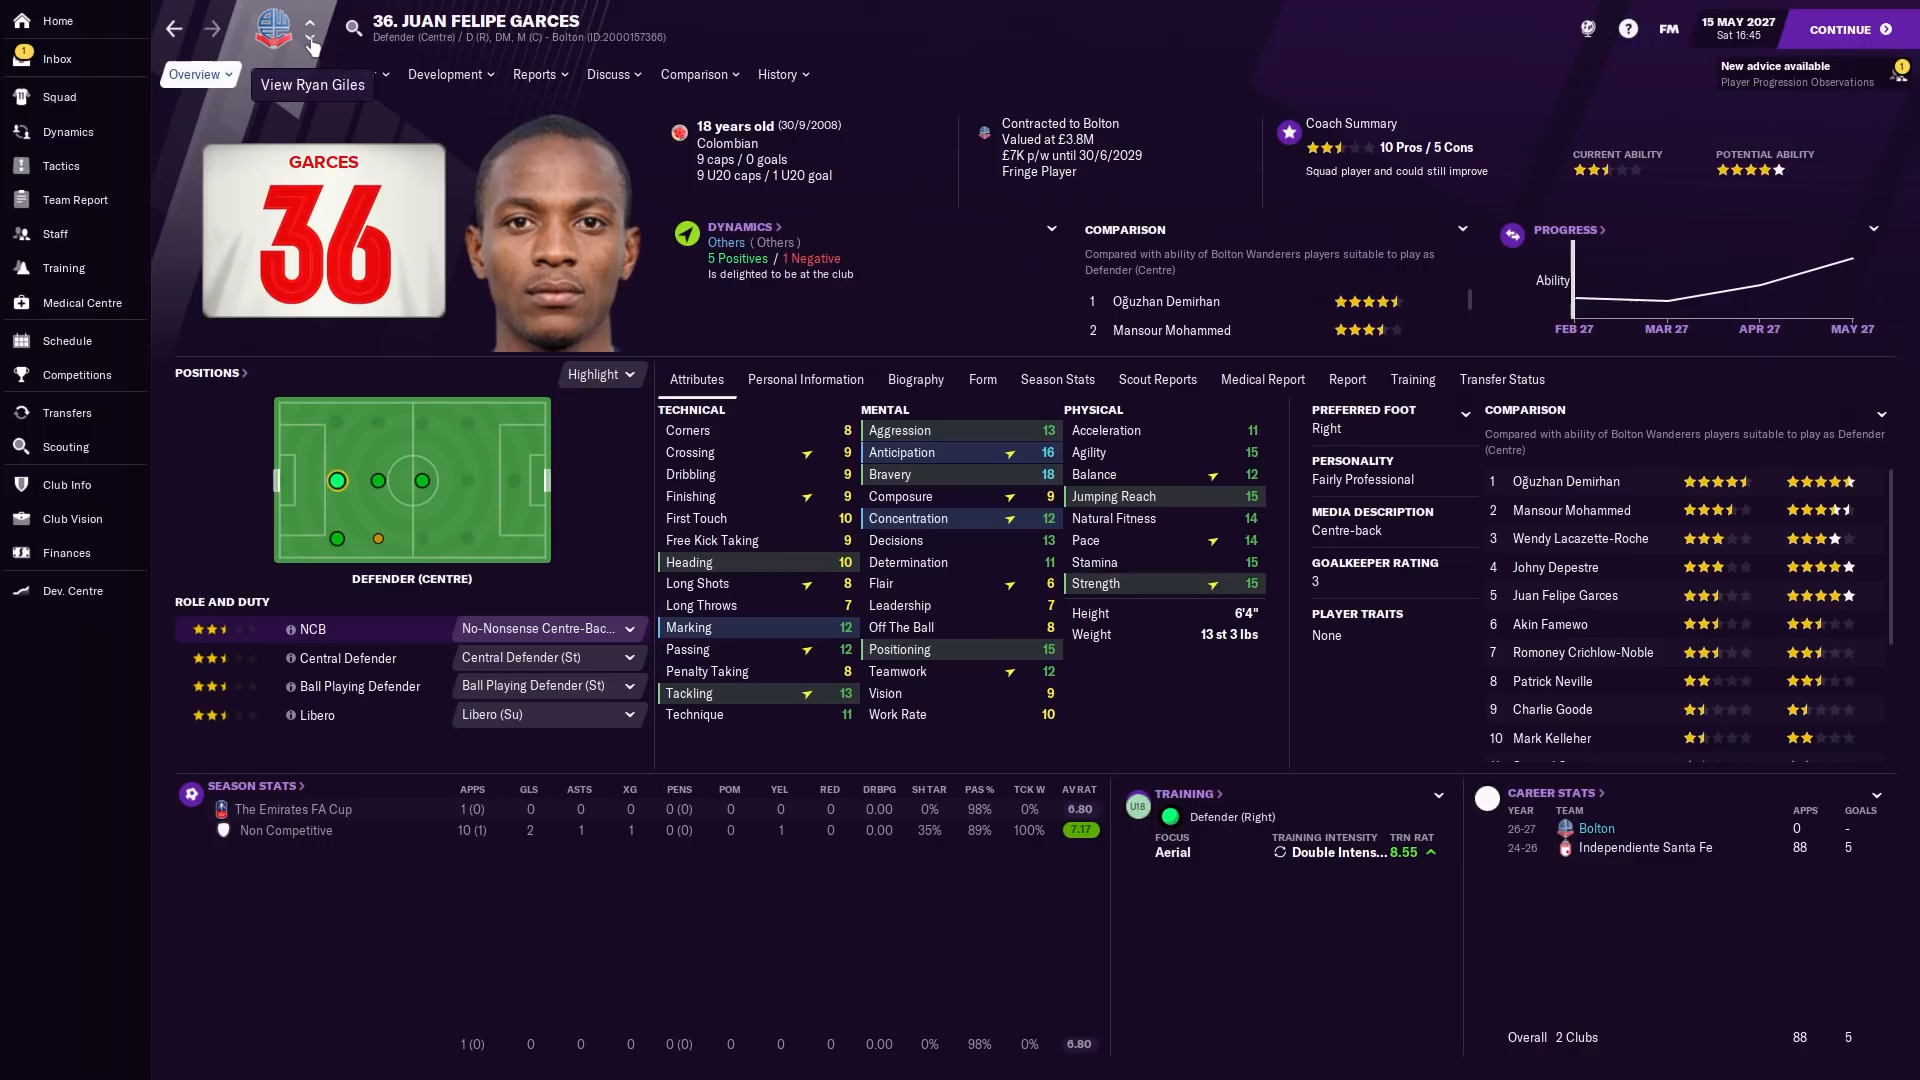 Home
Inbox
1
Squad
Dynamics
Tactics
Team Report
Staff
Training
Medical Centre
Schedule
Competitions
Transfers
Scouting
Club Info
Club Vision
Finances
Dev. Centre
36. JUAN FELIPE GARCES
Defender (Centre) / D (R), DM, M (C) - Bolton (ID:2000157366)
FM
15 MAY 2027
Sat 16:45
CONTINUE
Overview
Development
Reports
Discuss
Comparison
History
View Ryan Giles
New advice available
Player Progression Observations
1
GARCES
36
18 years old (30/9/2008)
Colombian
9 caps / 0 goals
9 U20 caps / 1 U20 goal
Contracted to Bolton
Valued at £3.8M
£7K p/w until 30/6/2029
Fringe Player
Coach Summary
10 Pros / 5 Cons
Squad player and could still improve
CURRENT ABILITY
POTENTIAL ABILITY
DYNAMICS >
Others ( Others )
5 Positives / 1 Negative
Is delighted to be at the club
COMPARISON
Compared with ability of Bolton Wanderers players suitable to play as
Defender (Centre)
1 Oğuzhan Demirhan
2 Mansour Mohammed
PROGRESS >
Ability
FEB 27 MAR 27 APR 27 MAY 27
POSITIONS >
Highlight
DEFENDER (CENTRE)
ROLE AND DUTY
NCB No-Nonsense Centre-Bac...
Central Defender Central Defender (St)
Ball Playing Defender Ball Playing Defender (St)
Libero Libero (Su)
Attributes Personal Information Biography Form Season Stats Scout Reports Medical Report Report Training Transfer Status
TECHNICAL
Corners 8
Crossing 9
Dribbling 9
Finishing 9
First Touch 10
Free Kick Taking 9
Heading 10
Long Shots 8
Long Throws 7
Marking 12
Passing 12
Penalty Taking 8
Tackling 13
Technique 11
MENTAL
Aggression 13
Anticipation 16
Bravery 18
Composure 9
Concentration 12
Decisions 13
Determination 11
Flair 6
Leadership 7
Off The Ball 8
Positioning 15
Teamwork 12
Vision 9
Work Rate 10
PHYSICAL
Acceleration 11
Agility 15
Balance 12
Jumping Reach 15
Natural Fitness 14
Pace 14
Stamina 15
Strength 15
Height 6'4"
Weight 13 st 3 lbs
PREFERRED FOOT
Right
PERSONALITY
Fairly Professional
MEDIA DESCRIPTION
Centre-back
GOALKEEPER RATING
3
PLAYER TRAITS
None
COMPARISON
Compared with ability of Bolton Wanderers players suitable to play as Defender
(Centre)
1 Oğuzhan Demirhan
2 Mansour Mohammed
3 Wendy Lacazette-Roche
4 Johny Depestre
5 Juan Felipe Garces
6 Akin Famewo
7 Romoney Crichlow-Noble
8 Patrick Neville
9 Charlie Goode
10 Mark Kelleher
SEASON STATS > APPS GLS ASTS XG PENS POM YEL RED DRBPG SH TAR PAS % TCK W AV RAT
The Emirates FA Cup 1 (0) 0 0 0 0 (0) 0 0 0 0.00 0% 98% 0% 6.80
Non Competitive 10 (1) 2 1 1 0 (0) 0 1 0 0.00 35% 89% 100% 7.17
1 (0) 0 0 0 0 (0) 0 0 0 0.00 0% 98% 0% 6.80
TRAINING >
U18
Defender (Right)
FOCUS TRAINING INTENSITY TRN RAT
Aerial Double Intens... 8.55
CAREER STATS >
YEAR TEAM APPS GOALS
26-27 Bolton 0 -
24-26 Independiente Santa Fe 88 5
Overall 2 Clubs 88 5